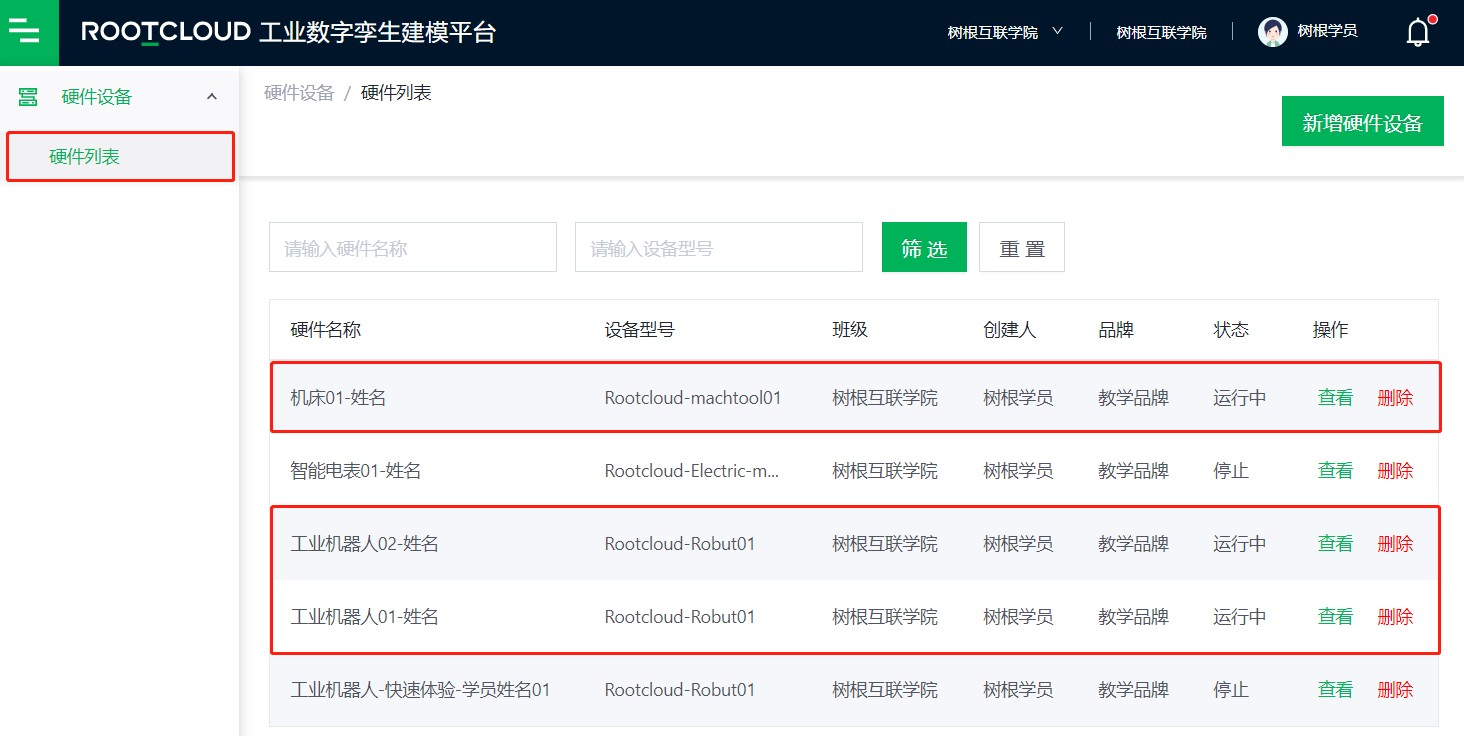 ROOTCLOUD 工业数字孪生建模平台
树根互联学院 树根互联学院 树根学员
硬件设备
硬件列表
硬件设备 / 硬件列表
新增硬件设备
请输入硬件名称 请输入设备型号 筛 选 重 置
硬件名称 设备型号 班级 创建人 品牌 状态 操作
机床01-姓名 Rootcloud-machtool01 树根互联学院 树根学员 教学品牌 运行中 查看 删除
智能电表01-姓名 Rootcloud-Electric-m... 树根互联学院 树根学员 教学品牌 停止 查看 删除
工业机器人02-姓名 Rootcloud-Robut01 树根互联学院 树根学员 教学品牌 运行中 查看 删除
工业机器人01-姓名 Rootcloud-Robut01 树根互联学院 树根学员 教学品牌 运行中 查看 删除
工业机器人-快速体验-学员姓名01 Rootcloud-Robut01 树根互联学院 树根学员 教学品牌 停止 查看 删除